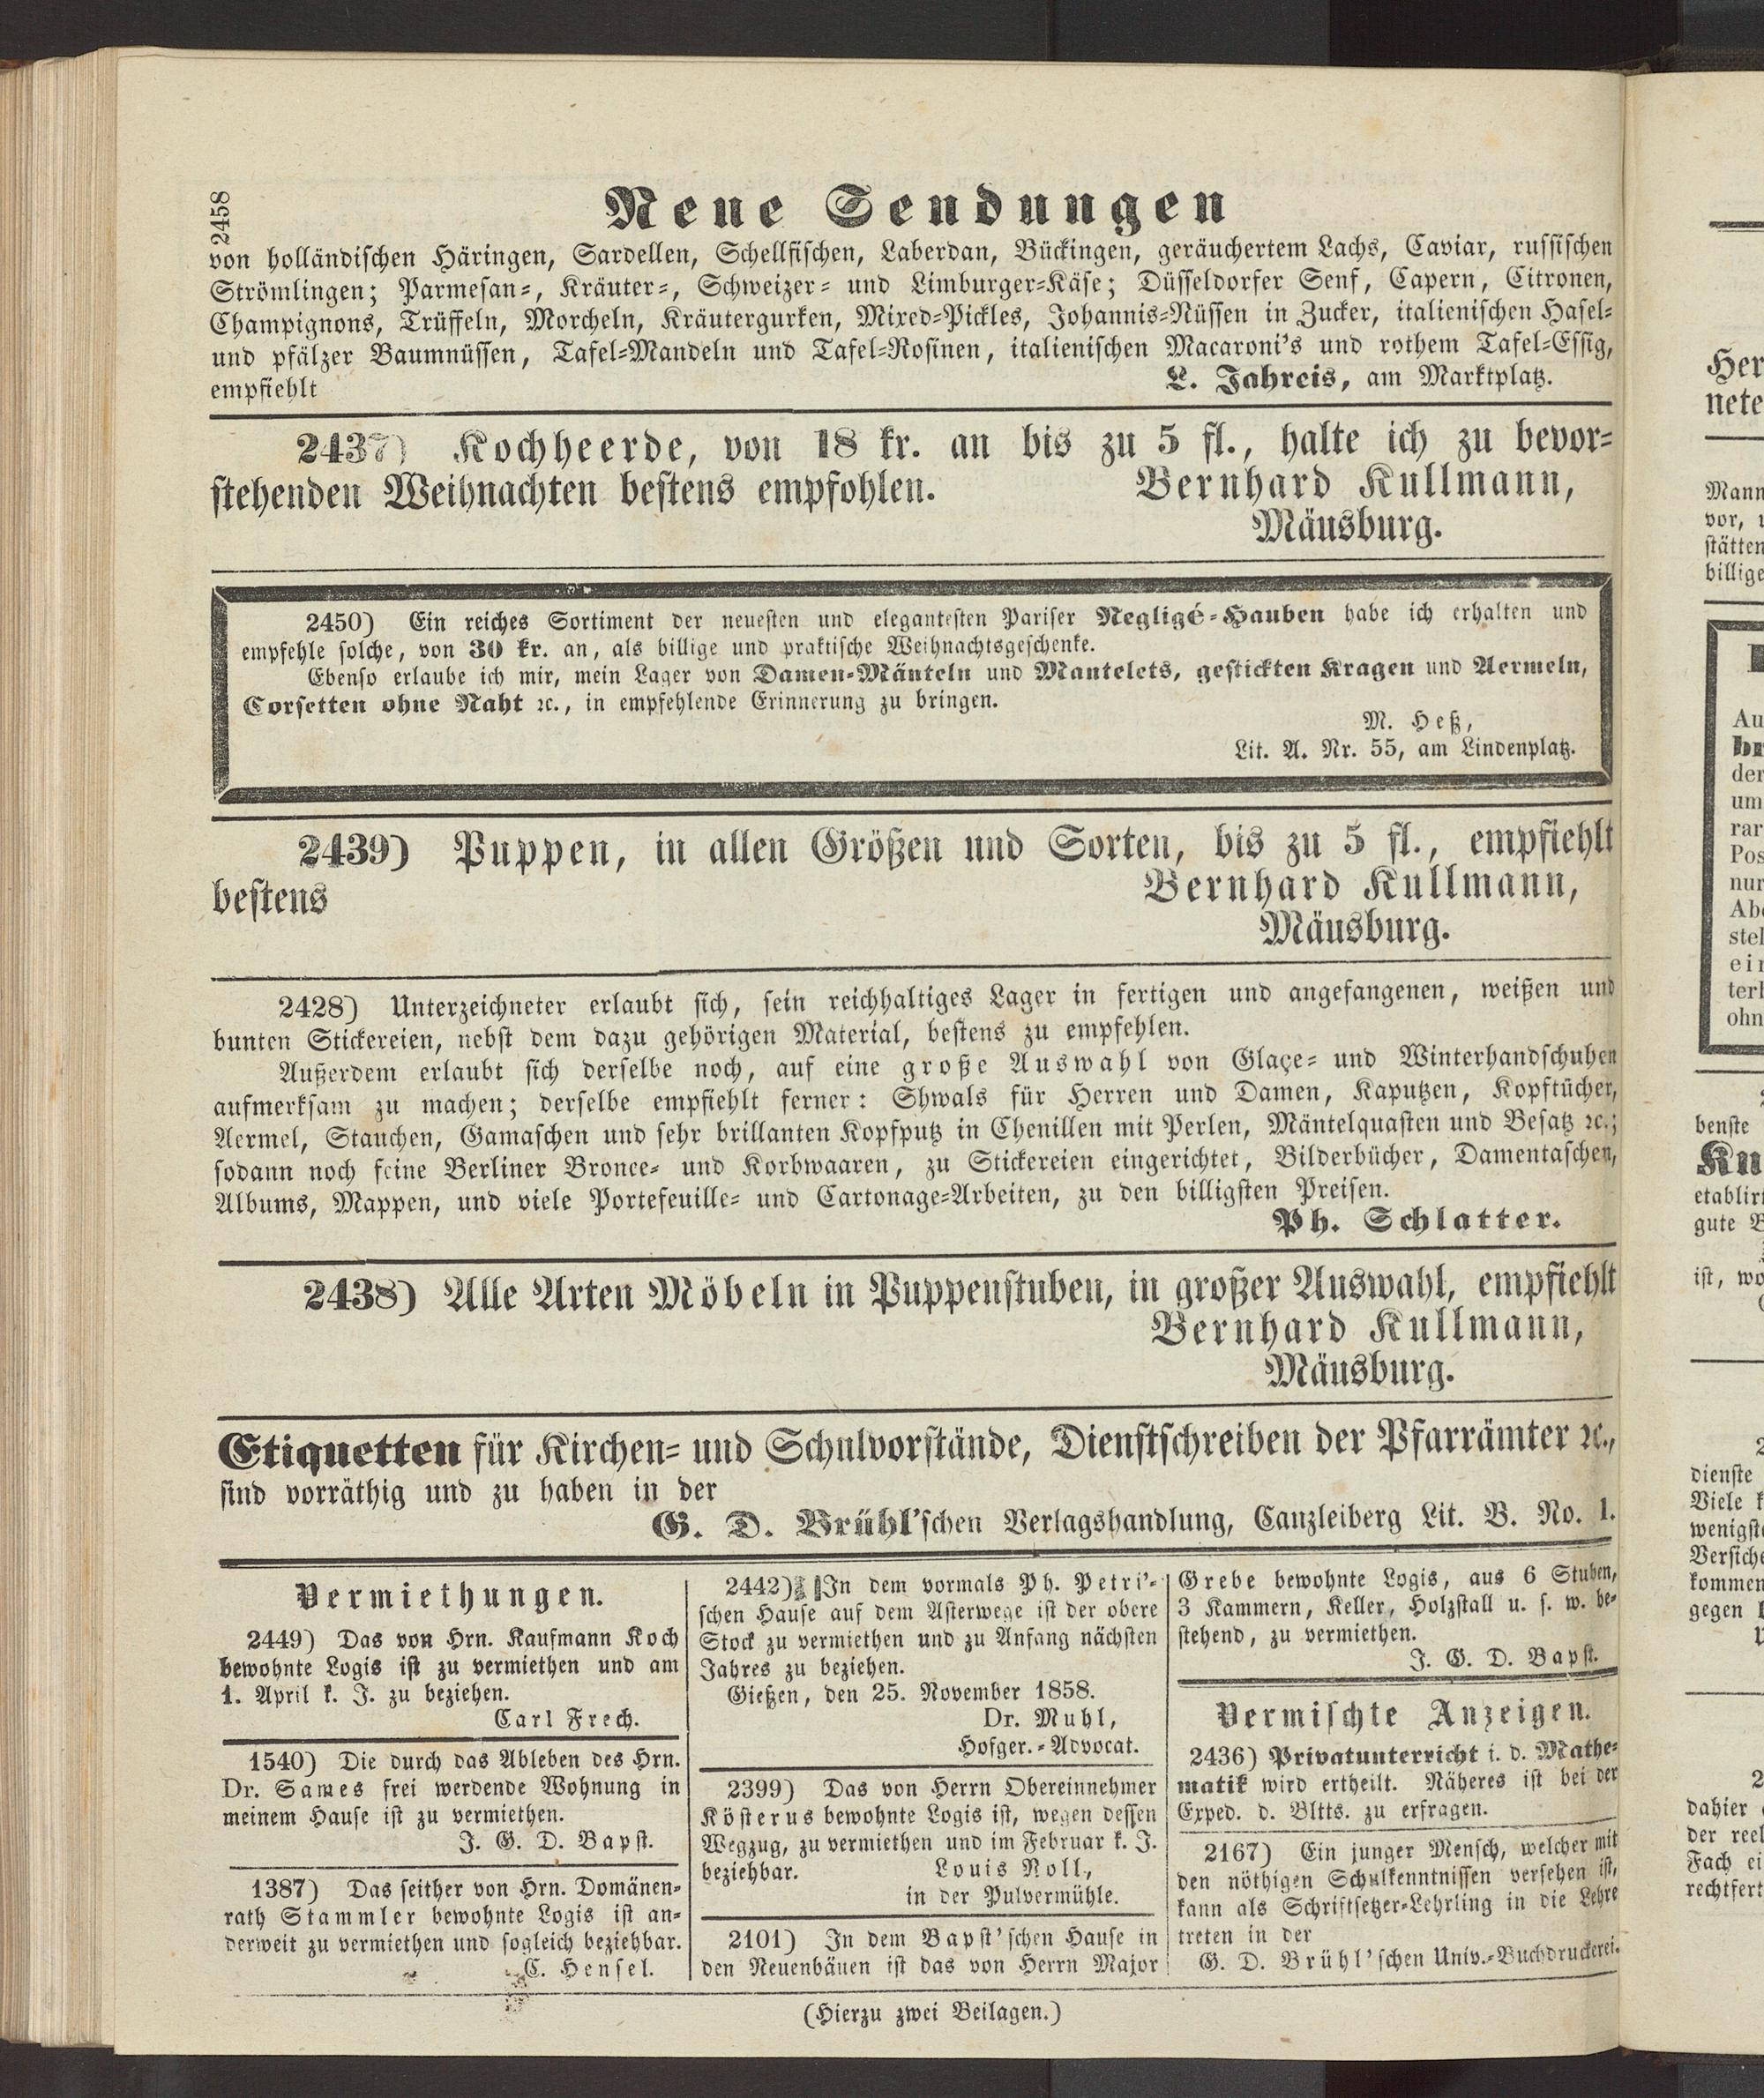 2458
Neue Sendungen
von holländischen Häringen, Sardellen, Schellfischen, Laberdan, Bückingen, geräuchertem Lachs, Caviar, russischen
Strömlingen; Parmesan-, Kräuter-, Schweizer- und Limburger-Käse; Düsseldorfer Senf, Capern, Citronen,
Champignons, Trüffeln, Morcheln, Kräutergurken, Mixed-Pickles, Johannis-Nüssen in Zucker, italienischen Hasel-
und pfälzer Baumnüssen, Tafel-Mandeln und Tafel-Rosinen, italienischen Macaroni's und rothem Tafel-Essig,
empfiehlt L. Jahreis, am Marktplatz.
2437) Kochheerde, von 18 kr. an bis zu 5 fl., halte ich zu bevor-
stehenden Weihnachten bestens empfohlen. Bernhard Kullmann,
Mäusburg.
2450) Ein reiches Sortiment der neuesten und elegantesten Pariser Negligé-Hauben habe ich erhalten und
empfehle solche, von 30 kr. an, als billige und praktische Weihnachtsgeschenke.
Ebenso erlaube ich mir, mein Lager von Damen-Mänteln und Mantelets, gestickten Kragen und Aermeln,
Corsetten ohne Naht ꝛc., in empfehlende Erinnerung zu bringen.
M. Heß,
Lit. A. Nr. 55, am Lindenplatz.
2439) Puppen, in allen Größen und Sorten, bis zu 5 fl., empfiehlt
bestens Bernhard Kullmann,
Mäusburg.
2428) Unterzeichneter erlaubt sich, sein reichhaltiges Lager in fertigen und angefangenen, weißen und
bunten Stickereien, nebst dem dazu gehörigen Material, bestens zu empfehlen.
Außerdem erlaubt sich derselbe noch, auf eine große Auswahl von Glaçe- und Winterhandschuhen
aufmerksam zu machen; derselbe empfiehlt ferner: Shwals für Herren und Damen, Kaputzen, Kopftücher,
Aermel, Stauchen, Gamaschen und sehr brillanten Kopfputz in Chenillen mit Perlen, Mäntelquasten und Besatz ꝛc.;
sodann noch feine Berliner Bronce- und Korbwaaren, zu Stickereien eingerichtet, Bilderbücher, Damentaschen,
Albums, Mappen, und viele Portefeuille- und Cartonage-Arbeiten, zu den billigsten Preisen.
Ph. Schlatter.
2438) Alle Arten Möbeln in Puppenstuben, in großer Auswahl, empfiehlt
Bernhard Kullmann,
Mäusburg.
Etiquetten für Kirchen- und Schulvorstände, Dienstschreiben der Pfarrämter ꝛc.,
sind vorräthig und zu haben in der
G. D. Brühl'schen Verlagshandlung, Canzleiberg Lit. B. No. 1.
Vermiethungen.
2449) Das von Hrn. Kaufmann Koch
bewohnte Logis ist zu vermiethen und am
1. April k. J. zu beziehen.
Carl Frech.
1540) Die durch das Ableben des Hrn.
Dr. Sames frei werdende Wohnung in
meinem Hause ist zu vermiethen.
J. G. D. Bapst.
1387) Das seither von Hrn. Domänen-
rath Stammler bewohnte Logis ist an-
derweit zu vermiethen und sogleich beziehbar.
C. Hensel.
2442) In dem vormals Ph. Petri'-
schen Hause auf dem Asterwege ist der obere
Stock zu vermiethen und zu Anfang nächsten
Jahres zu beziehen.
Gießen, den 25. November 1858.
Dr. Muhl,
Hofger.-Advocat.
2399) Das von Herrn Obereinnehmer
Kösterus bewohnte Logis ist, wegen dessen
Wegzug, zu vermiethen und im Februar k. J.
beziehbar. Louis Noll,
in der Pulvermühle.
2101) In dem Bapst'schen Hause in
den Neuenbäuen ist das von Herrn Major
Grebe bewohnte Logis, aus 6 Stuben,
3 Kammern, Keller, Holzstall u. s. w. be-
stehend, zu vermiethen.
J. G. D. Bapst.
Vermischte Anzeigen.
2436) Privatunterricht i. d. Mathe-
matik wird ertheilt. Näheres ist bei der
Exped. d. Bltts. zu erfragen.
2167) Ein junger Mensch, welcher mit
den nöthigen Schulkenntnissen versehen ist,
kann als Schriftsetzer-Lehrling in die Lehre
treten in der
G. D. Brühl'schen Univ.-Buchdruckerei.
(Hierzu zwei Beilagen.)